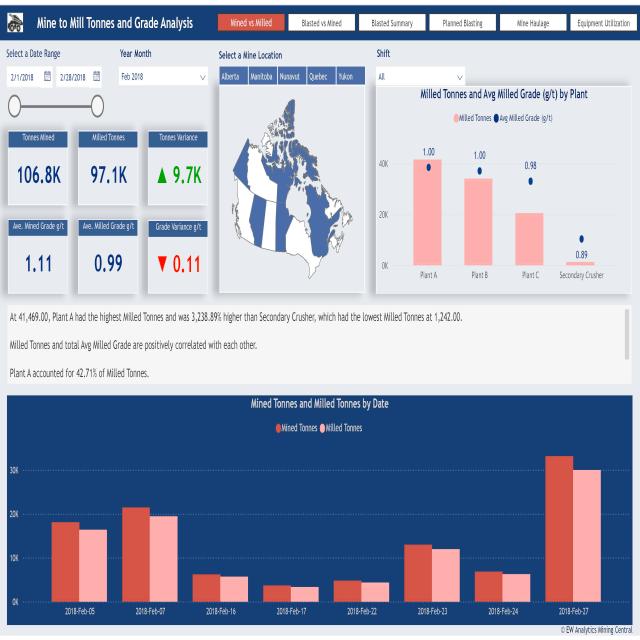 Mine to Mill Tonnes and Grade Analysis
Mined vs Milled
Blasted vs Mined
Blasted Summary
Planned Blasting
Mine Haulage
Equipment Utilization
Select a Date Range
2/1/2018
2/28/2018
Year Month
Feb 2018
Select a Mine Location
Alberta
Manitoba
Nunavut
Quebec
Yukon
Shift
All
Tonnes Mined
106.8K
Milled Tonnes
97.1K
Tonnes Variance
▲ 9.7K
Ave. Mined Grade g/t
1.11
Ave. Milled Grade g/t
0.99
Grade Variance g/t
▼ 0.11
Milled Tonnes and Avg Milled Grade (g/t) by Plant
Milled Tonnes Avg Milled Grade (g/t)
40K
20K
0K
1.00
1.00
0.98
0.89
Plant A
Plant B
Plant C
Secondary Crusher
At 41,469.00, Plant A had the highest Milled Tonnes and was 3,238.89% higher than Secondary Crusher, which had the lowest Milled Tonnes at 1,242.00.
Milled Tonnes and total Avg Milled Grade are positively correlated with each other.
Plant A accounted for 42.71% of Milled Tonnes.
Mined Tonnes and Milled Tonnes by Date
Mined Tonnes Milled Tonnes
30K
20K
10K
0K
2018-Feb-05
2018-Feb-07
2018-Feb-16
2018-Feb-17
2018-Feb-22
2018-Feb-23
2018-Feb-24
2018-Feb-27
© EW Analytics Mining Central